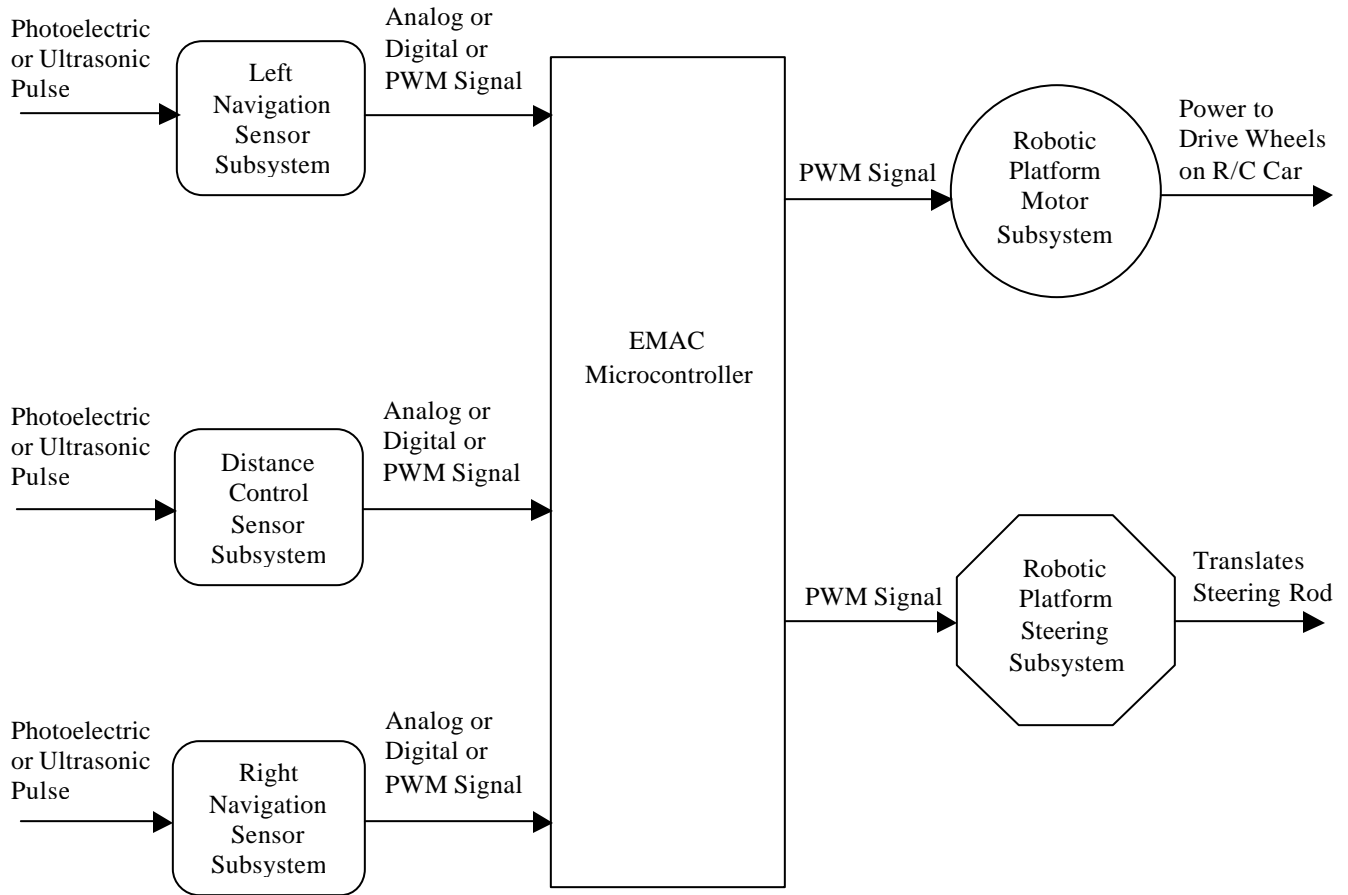 Photoelectric
or Ultrasonic
Pulse
Left
Navigation
Sensor
Subsystem
Analog or
Digital or
PWM Signal
Photoelectric
or Ultrasonic
Pulse
Distance
Control
Sensor
Subsystem
Analog or
Digital or
PWM Signal
Photoelectric
or Ultrasonic
Pulse
Right
Navigation
Sensor
Subsystem
Analog or
Digital or
PWM Signal
EMAC
Microcontroller
PWM Signal
Robotic
Platform
Motor
Subsystem
Power to
Drive Wheels
on R/C Car
PWM Signal
Robotic
Platform
Steering
Subsystem
Translates
Steering Rod